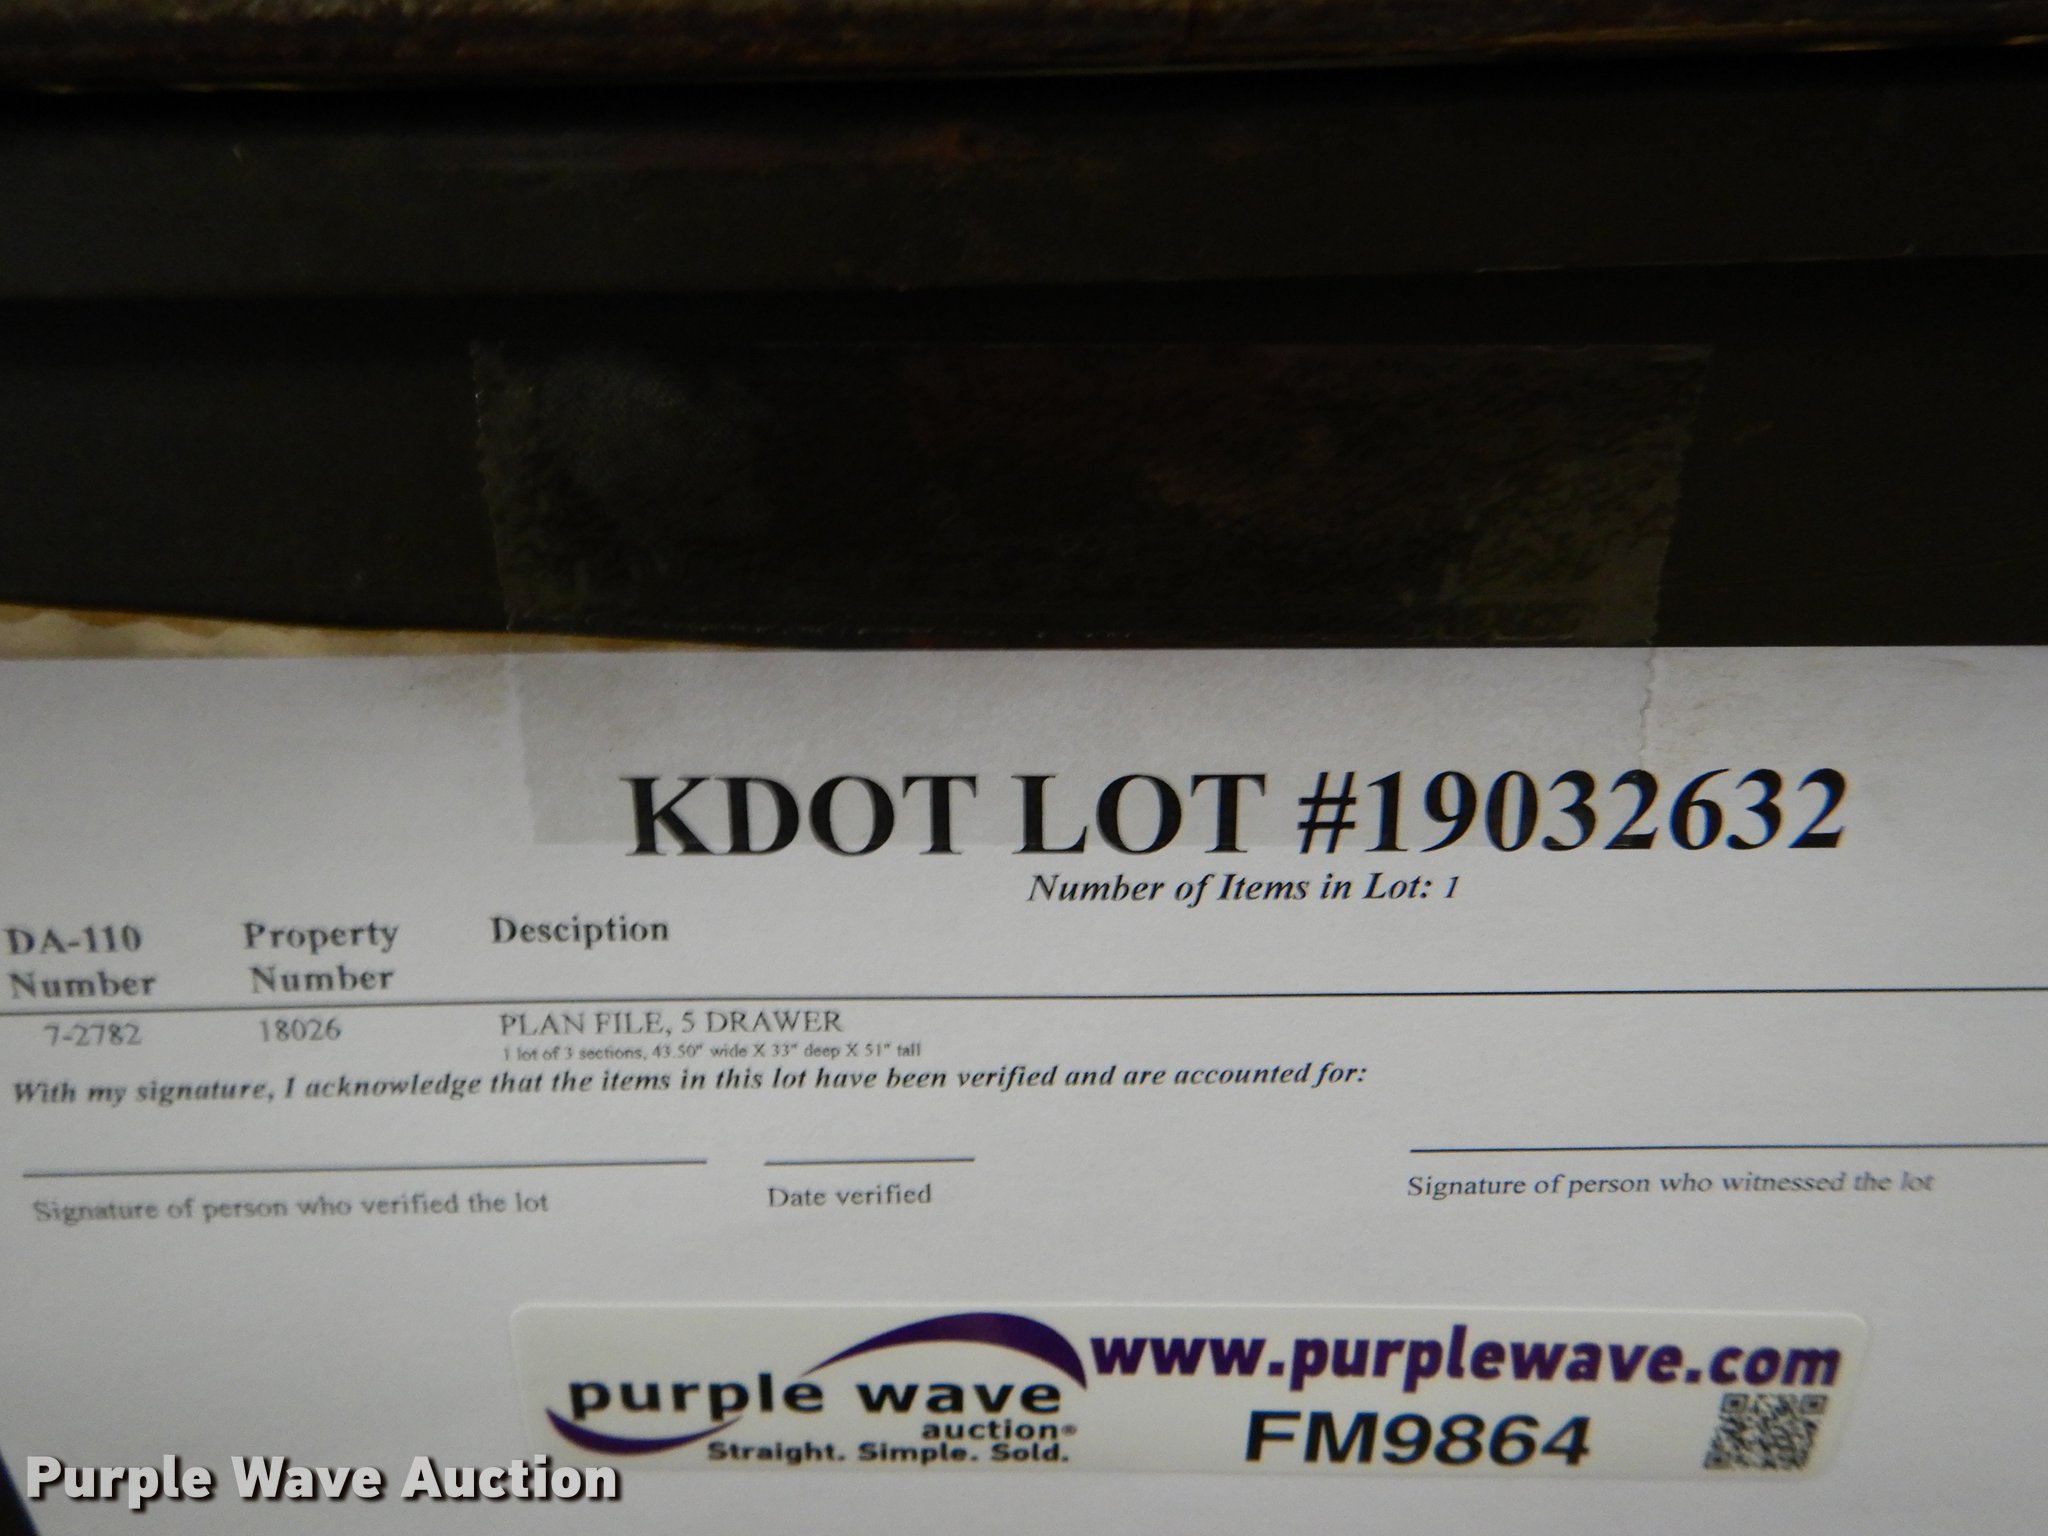 KDOT LOT #19032632
Number of Items in Lot: 1
DA-110 Number
Property Number
Desciption
7-2782 18026 PLAN FILE, 5 DRAWER
1 lot of 3 sections, 43.50" wide X 33" deep X 51" tall
With my signature, I acknowledge that the items in this lot have been verified and are accounted for:
Signature of person who verified the lot
Date verified
Signature of person who witnessed the lot
purple wave
auction®
Straight. Simple. Sold.
www.purplewave.com
FM9864
Purple Wave Auction